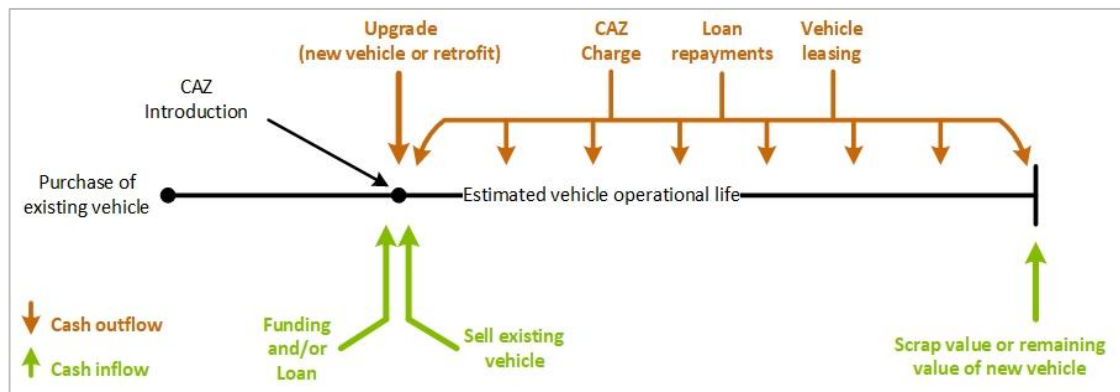 Upgrade
(new vehicle or retrofit)
CAZ
Charge
Loan
repayments
Vehicle
leasing
CAZ
Introduction
Purchase of
existing vehicle
Estimated vehicle operational life
Cash outflow
Cash inflow
Funding
and/or
Loan
Sell existing
vehicle
Scrap value or remaining
value of new vehicle